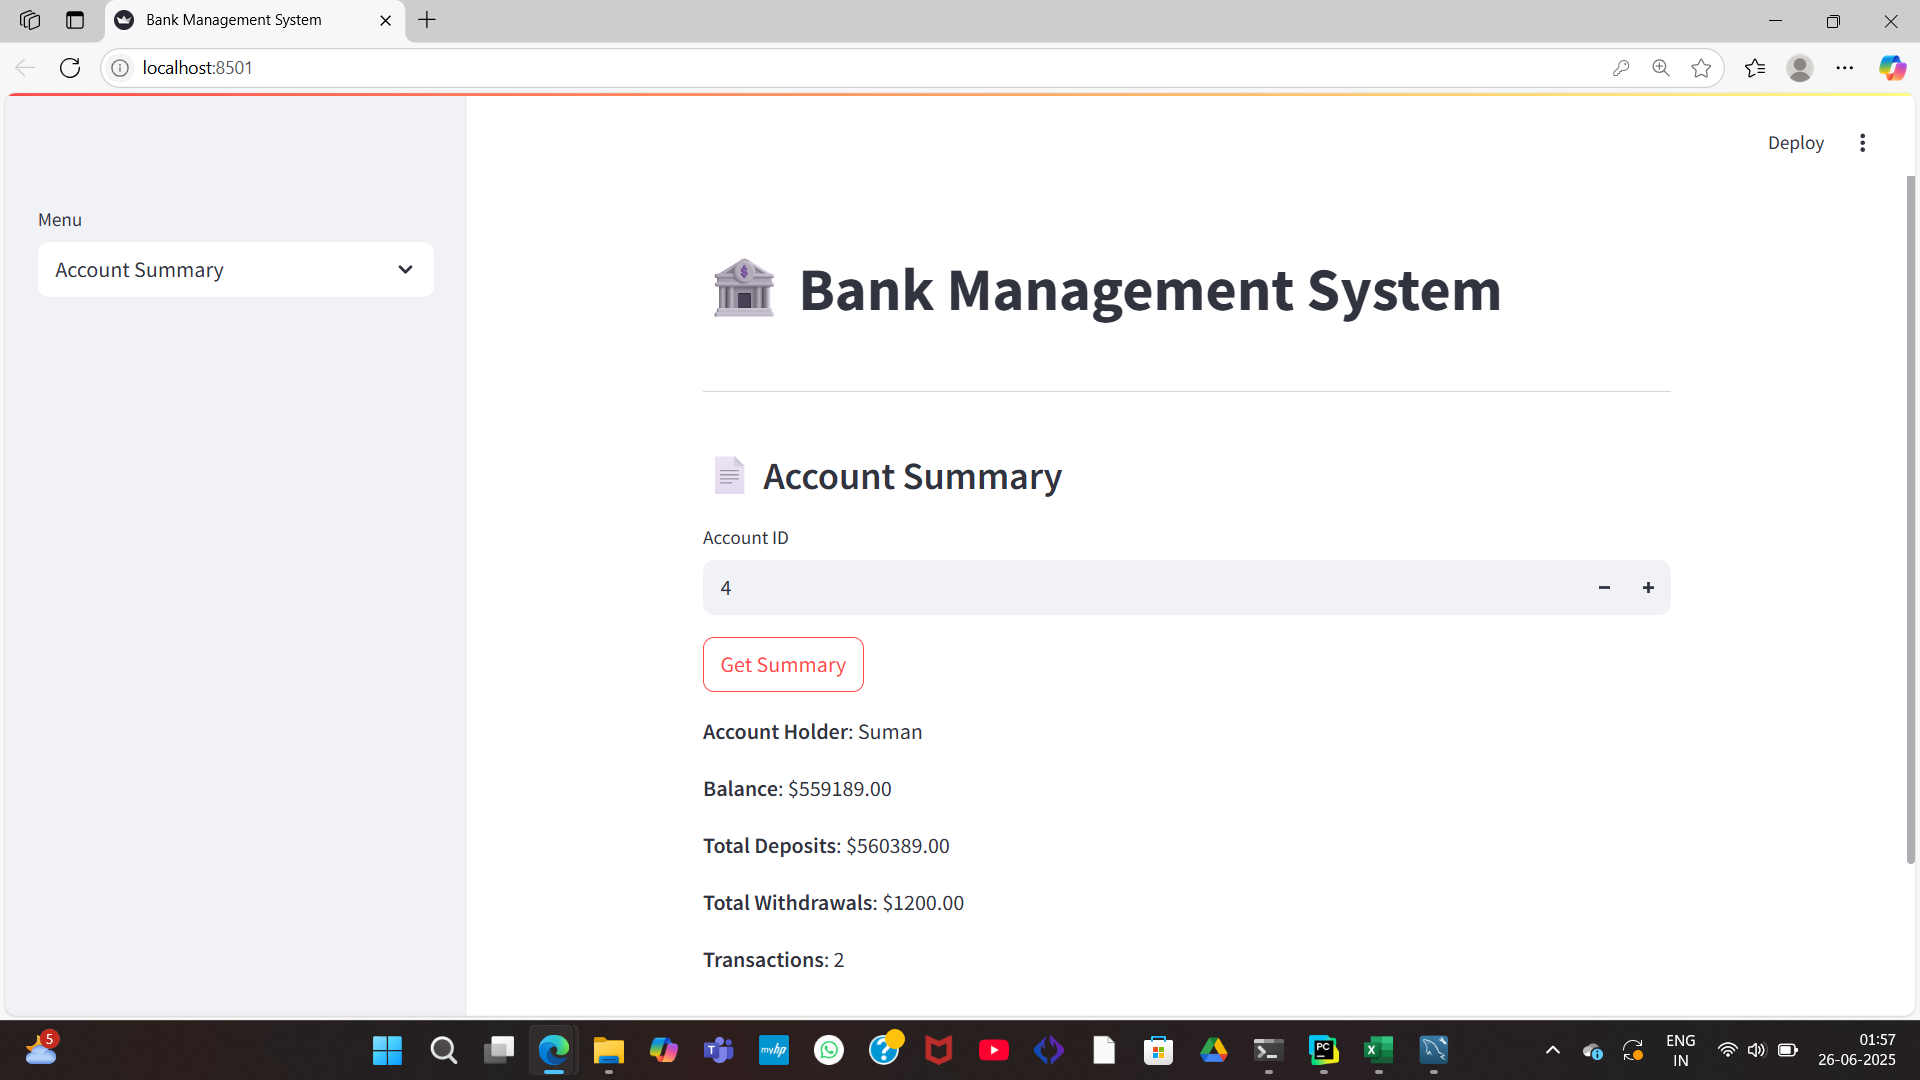 Bank Management System
localhost:8501
Deploy
Menu
Account Summary
Bank Management System
Account Summary
Account ID
4
Get Summary
Account Holder: Suman
Balance: $559189.00
Total Deposits: $560389.00
Total Withdrawals: $1200.00
Transactions: 2
5
T
myhp
?
PC
X
ENG
IN
01:57
26-06-2025